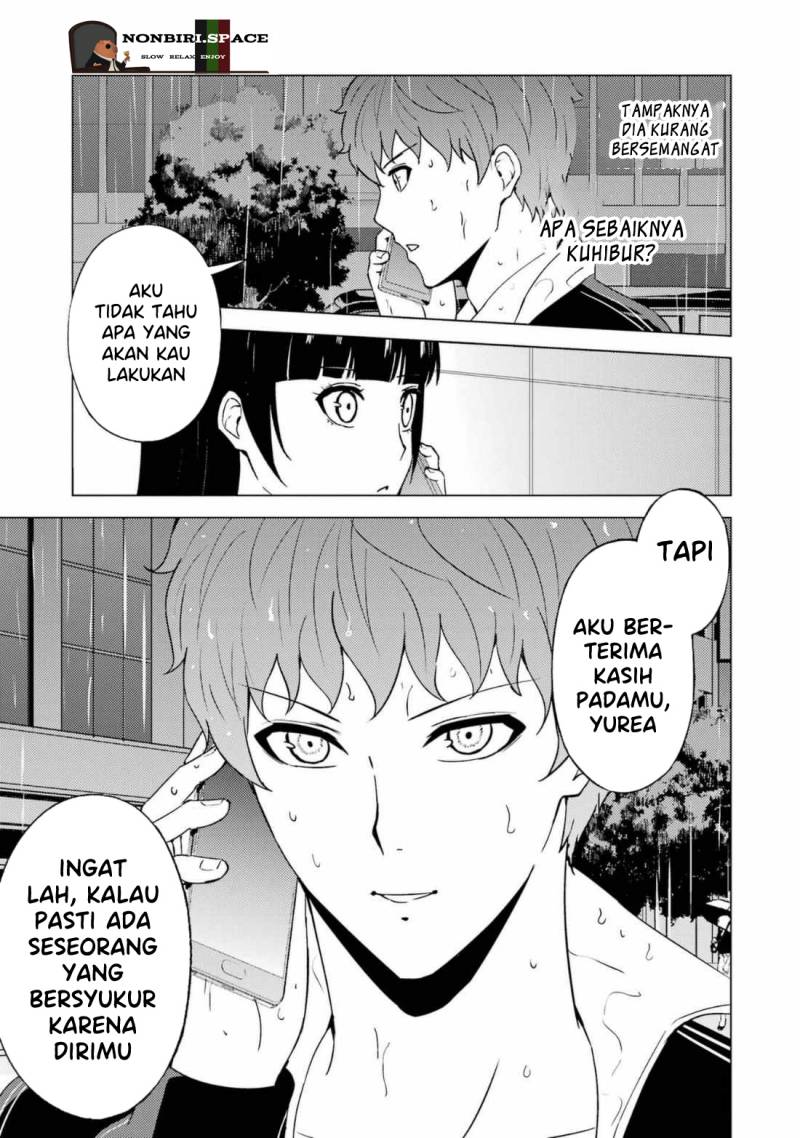 NONBIRI.SPACE
SLOW RELAX ENJOY
TAMPAKNYA
DIA KURANG
BERSEMANGAT
APA SEBAIKNYA
KUHIBUR?
AKU
TIDAK TAHU
APA YANG
AKAN KAU
LAKUKAN
TAPI
AKU BER-
TERIMA
KASIH
PADAMU,
YUREA
INGAT
LAH, KALAU
PASTI ADA
SESEORANG
YANG
BERSYUKUR
KARENA
DIRIMU